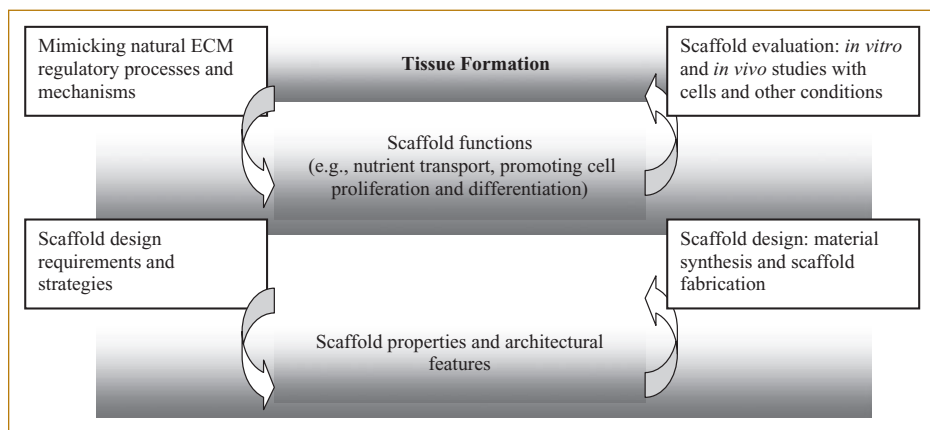 Mimicking natural ECM
regulatory processes and
mechanisms
Tissue Formation
Scaffold evaluation: in vitro
and in vivo studies with
cells and other conditions
Scaffold functions
(e.g., nutrient transport, promoting cell
proliferation and differentiation)
Scaffold design
requirements and
strategies
Scaffold design: material
synthesis and scaffold
fabrication
Scaffold properties and architectural
features